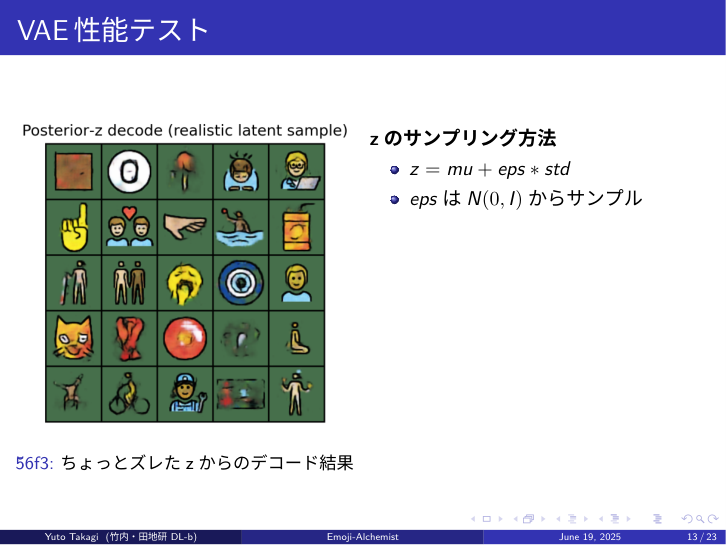 VAE 性能テスト
Posterior-z decode (realistic latent sample)
0
z のサンプリング方法
z = mu + eps ∗ std
eps は N(0, I) からサンプル
56f3: ちょっとズレた z からのデコード結果
Yuto Takagi (竹内・田地研 DL-b)
Emoji-Alchemist
June 19, 2025
13 / 23